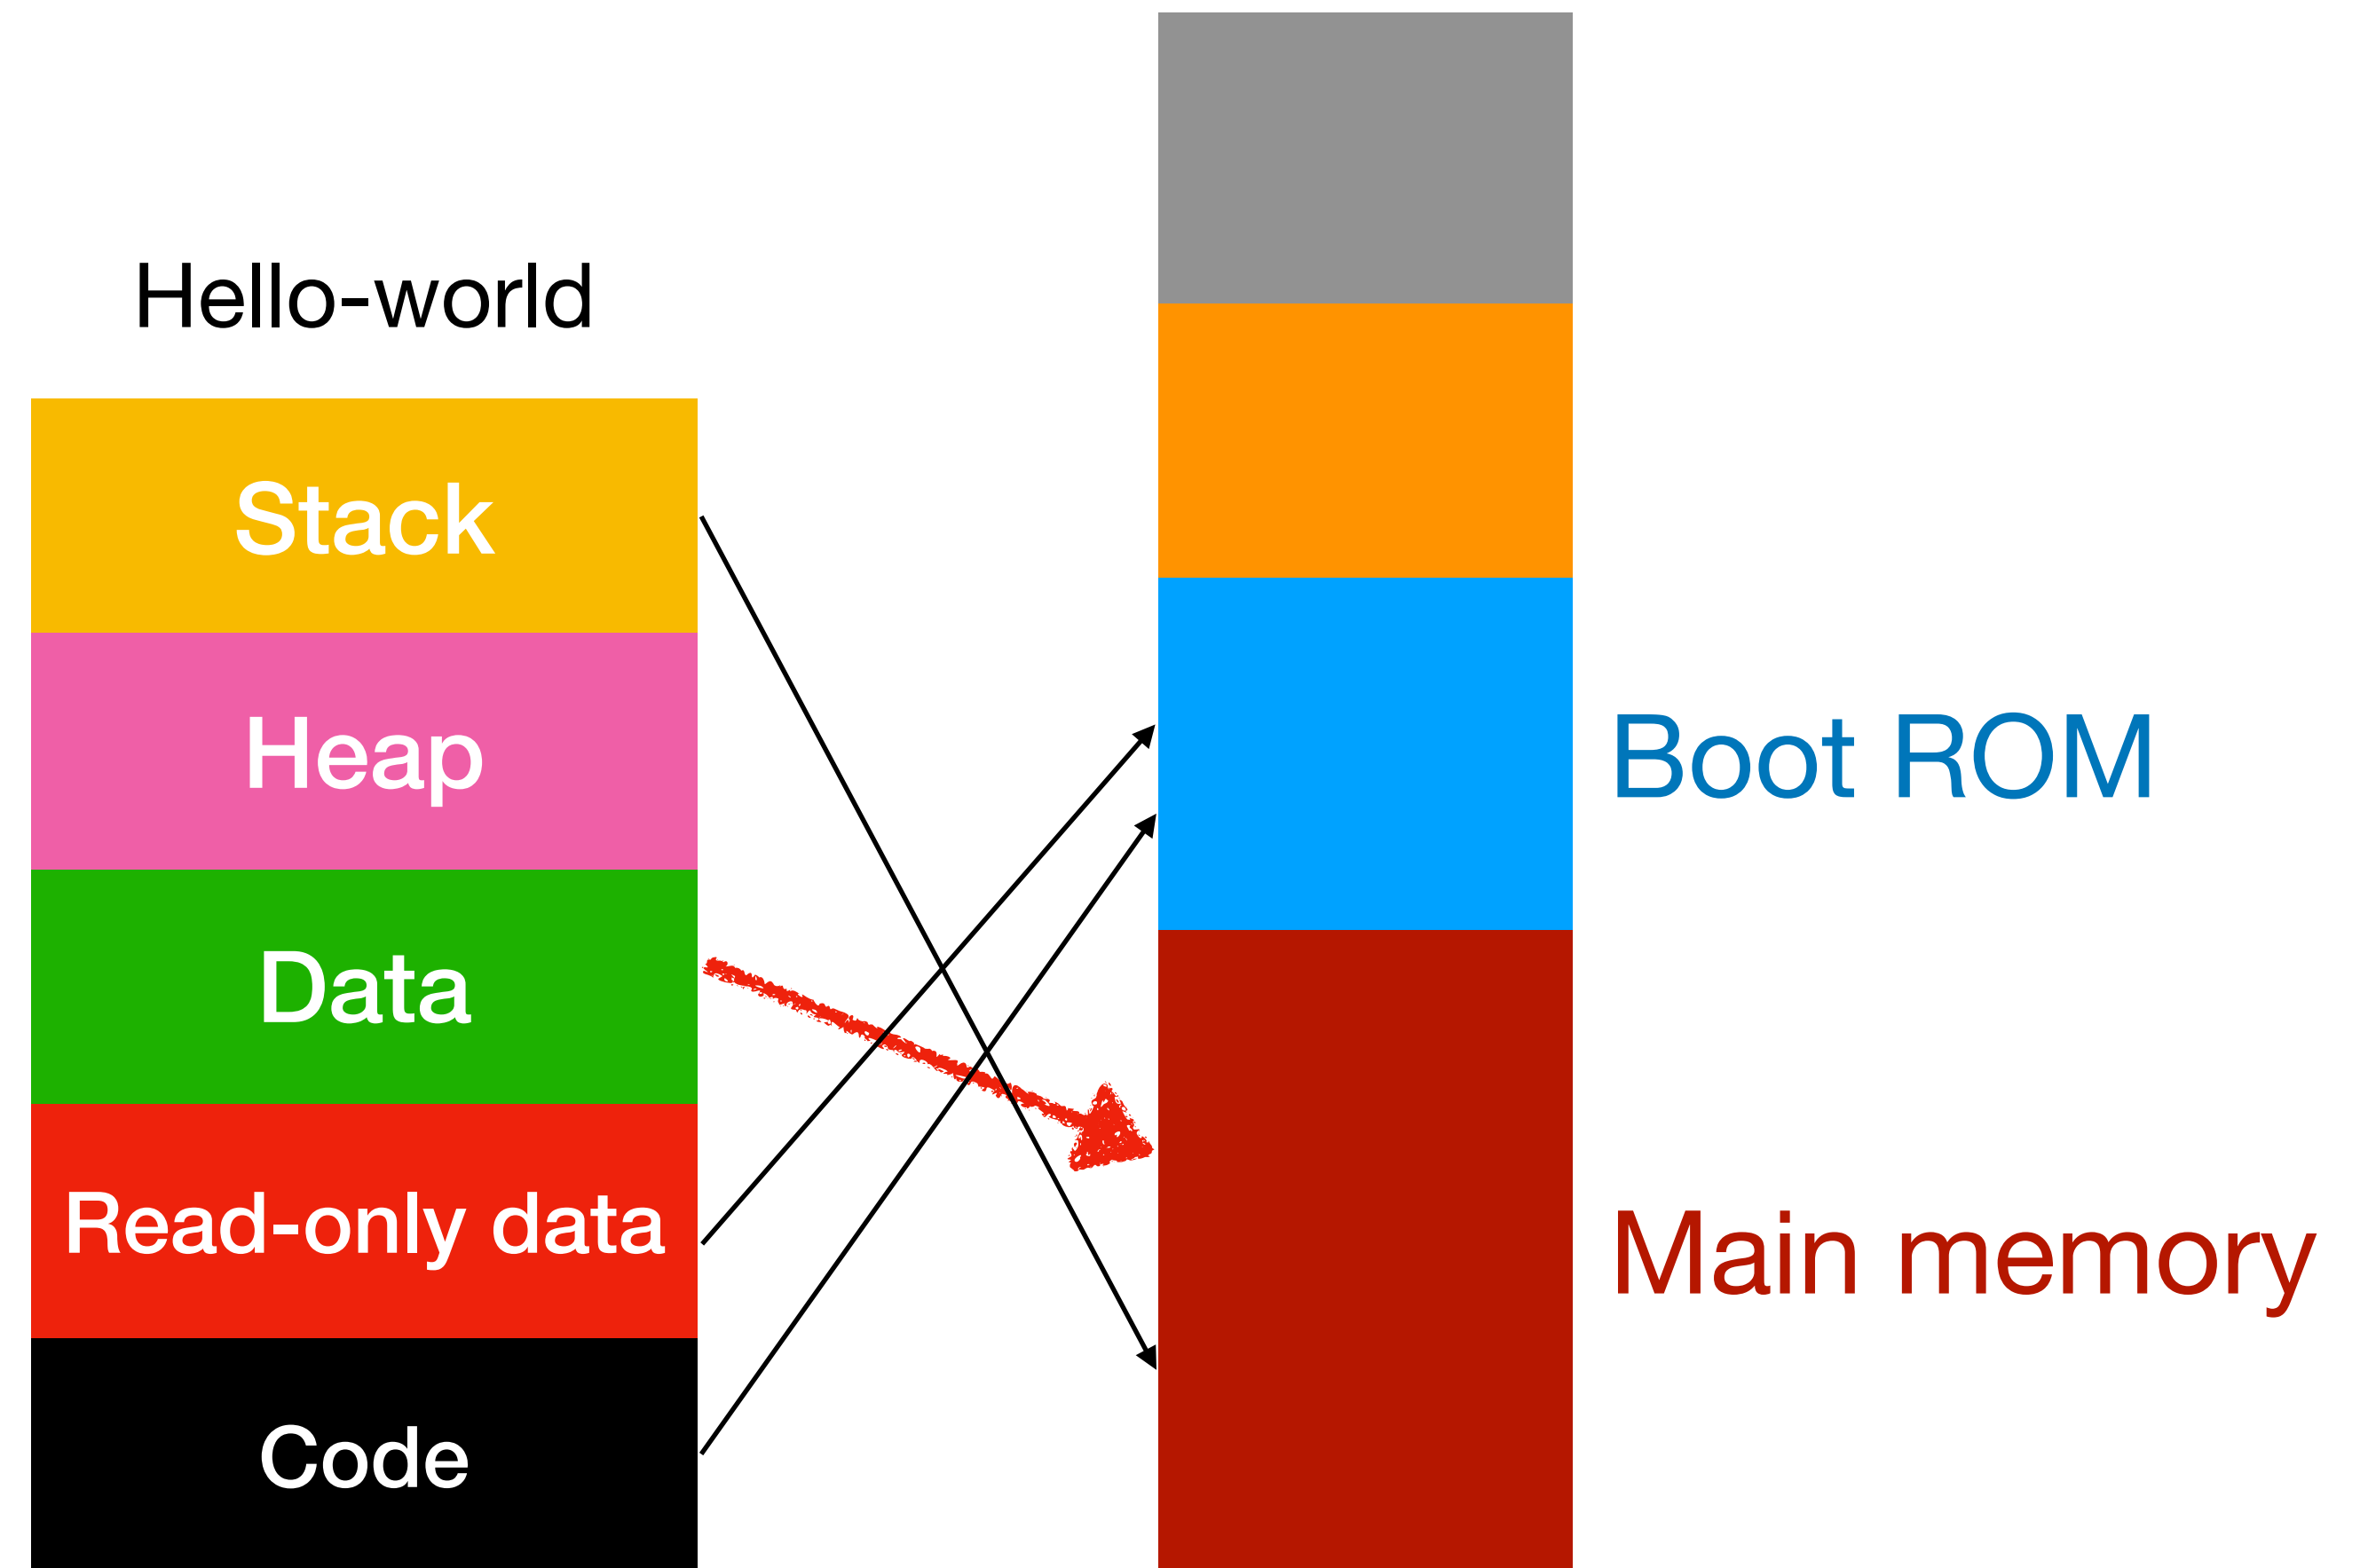 Hello-world
Stack
Heap
Data
Read-only data
Code
Boot ROM
Main memory